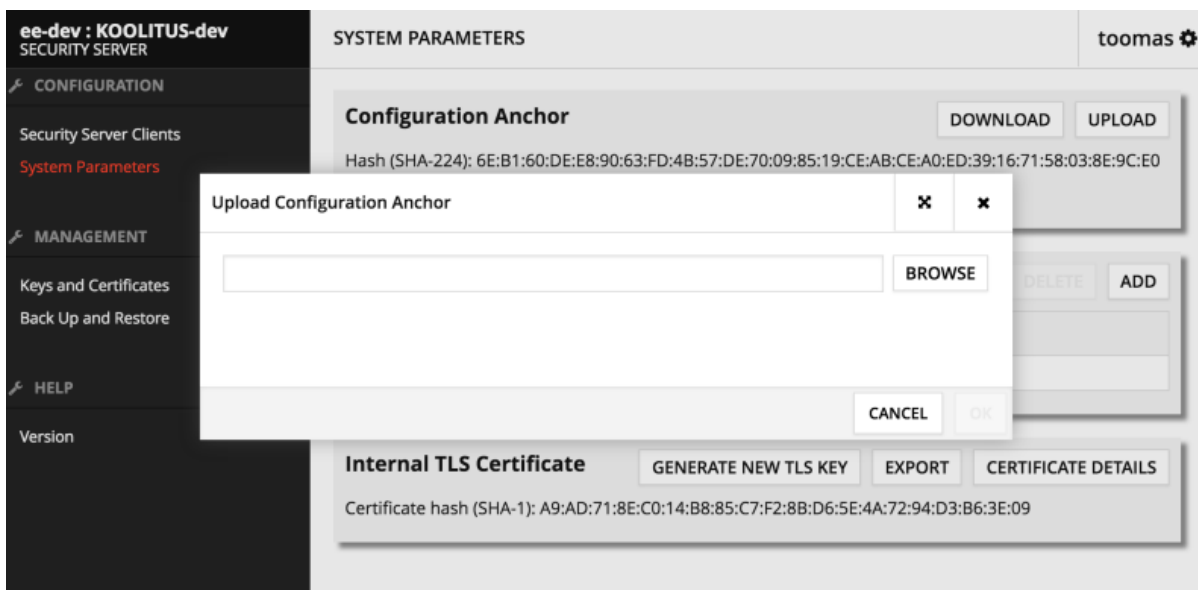 ee-dev : KOOLITUS-dev
SECURITY SERVER
SYSTEM PARAMETERS
toomas
CONFIGURATION
Security Server Clients
System Parameters
MANAGEMENT
Keys and Certificates
Back Up and Restore
HELP
Version
Configuration Anchor
DOWNLOAD
UPLOAD
Hash (SHA-224): 6E:B1:60:DE:E8:90:63:FD:4B:57:DE:70:09:85:19:CE:AB:CE:A0:ED:39:16:71:58:03:8E:9C:E0
Upload Configuration Anchor
BROWSE
DELETE
ADD
CANCEL
OK
Internal TLS Certificate
GENERATE NEW TLS KEY
EXPORT
CERTIFICATE DETAILS
Certificate hash (SHA-1): A9:AD:71:8E:C0:14:B8:85:C7:F2:8B:D6:5E:4A:72:94:D3:B6:3E:09